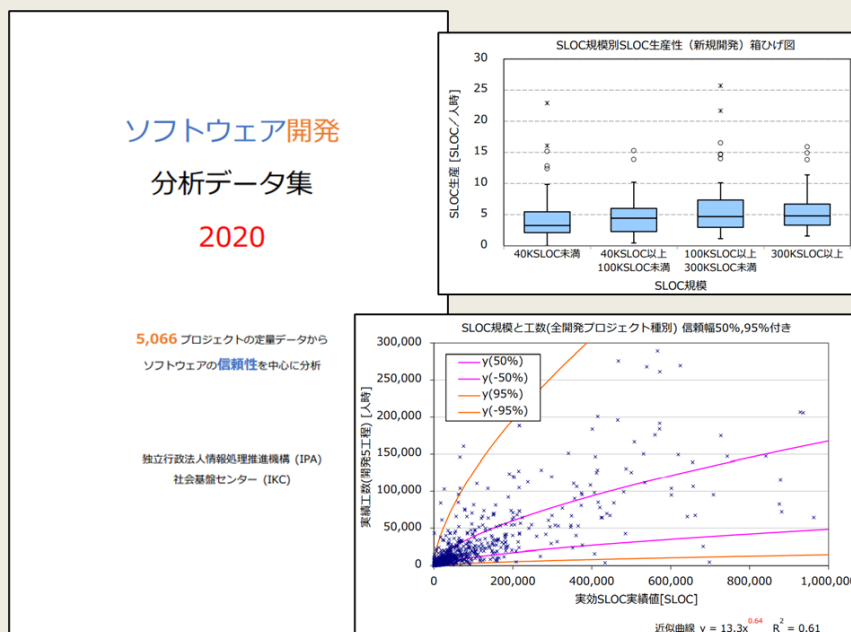 ソフトウェア開発
分析データ集
2020
5,066 プロジェクトの定量データから
ソフトウェアの信頼性を中心に分析
独立行政法人情報処理推進機構 (IPA)
社会基盤センター (IKC)
SLOC規模別SLOC生産性（新規開発）箱ひげ図
SLOC生産 [SLOC／人時]
30
25
20
15
10
5
0
40KSLOC未満
40KSLOC以上
100KSLOC未満
100KSLOC以上
300KSLOC未満
300KSLOC以上
SLOC規模
SLOC規模と工数(全開発プロジェクト種別) 信頼幅50%,95%付き
実績工数(開発5工程) [人時]
300,000
250,000
200,000
150,000
100,000
50,000
0
y(50%)
y(-50%)
y(95%)
y(-95%)
0
200,000
400,000
600,000
800,000
1,000,000
実効SLOC実績値[SLOC]
近似曲線 y = 13.3x^0.64 R^2 = 0.61